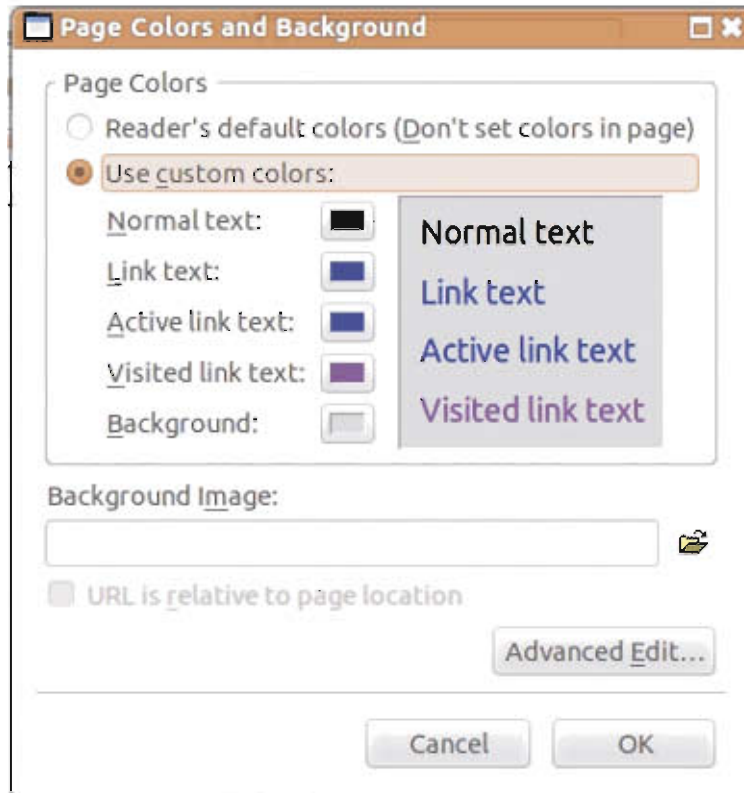 Page Colors and Background
Page Colors
Reader's default colors (Don't set colors in page)
Use custom colors:
Normal text:
Link text:
Active link text:
Visited link text:
Background:
Normal text
Link text
Active link text
Visited link text
Background Image:
URL is relative to page location
Advanced Edit...
Cancel
OK